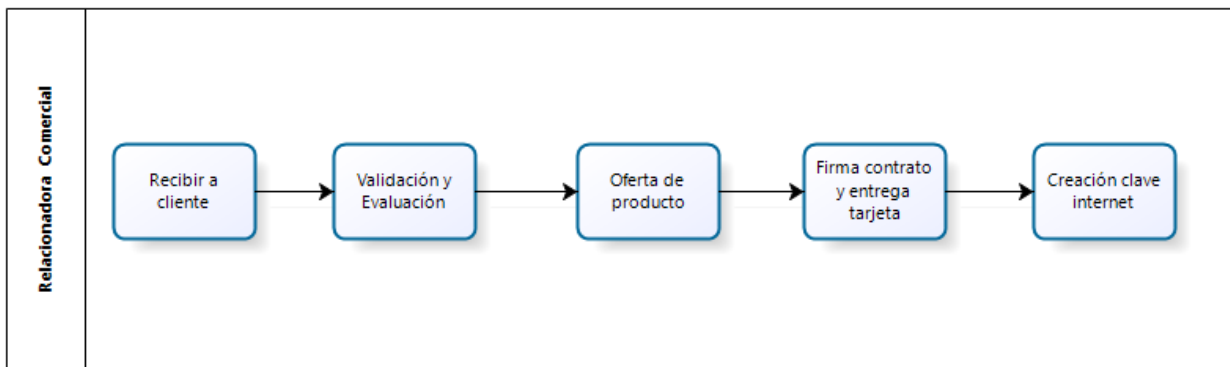 Relacionadora Comercial
Recibir a
cliente
Validación y
Evaluación
Oferta de
producto
Firma contrato
y entrega
tarjeta
Creación clave
internet